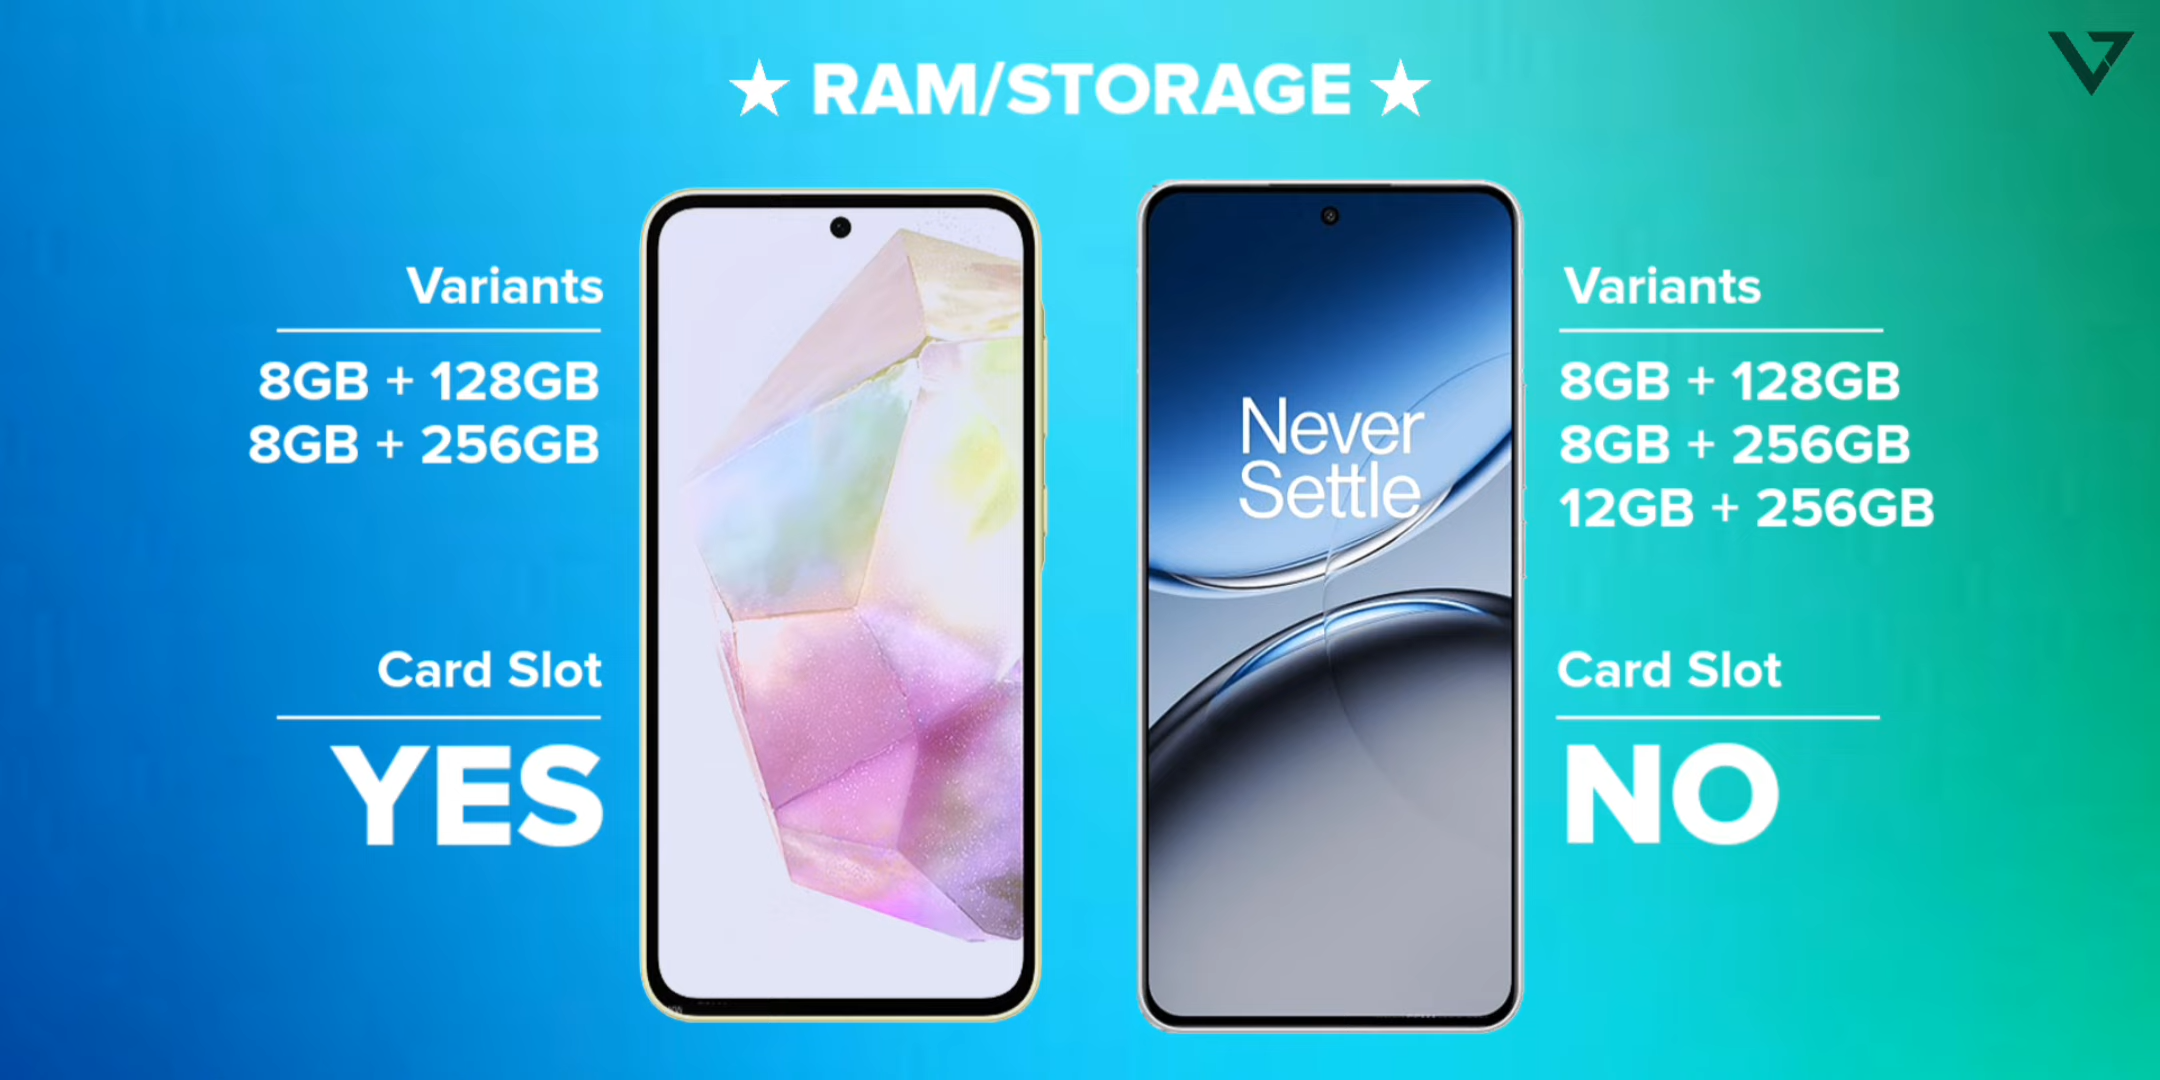 ★ RAM/STORAGE ★
Variants
8GB + 128GB
8GB + 256GB
Card Slot
YES
Never
Settle
Variants
8GB + 128GB
8GB + 256GB
12GB + 256GB
Card Slot
NO